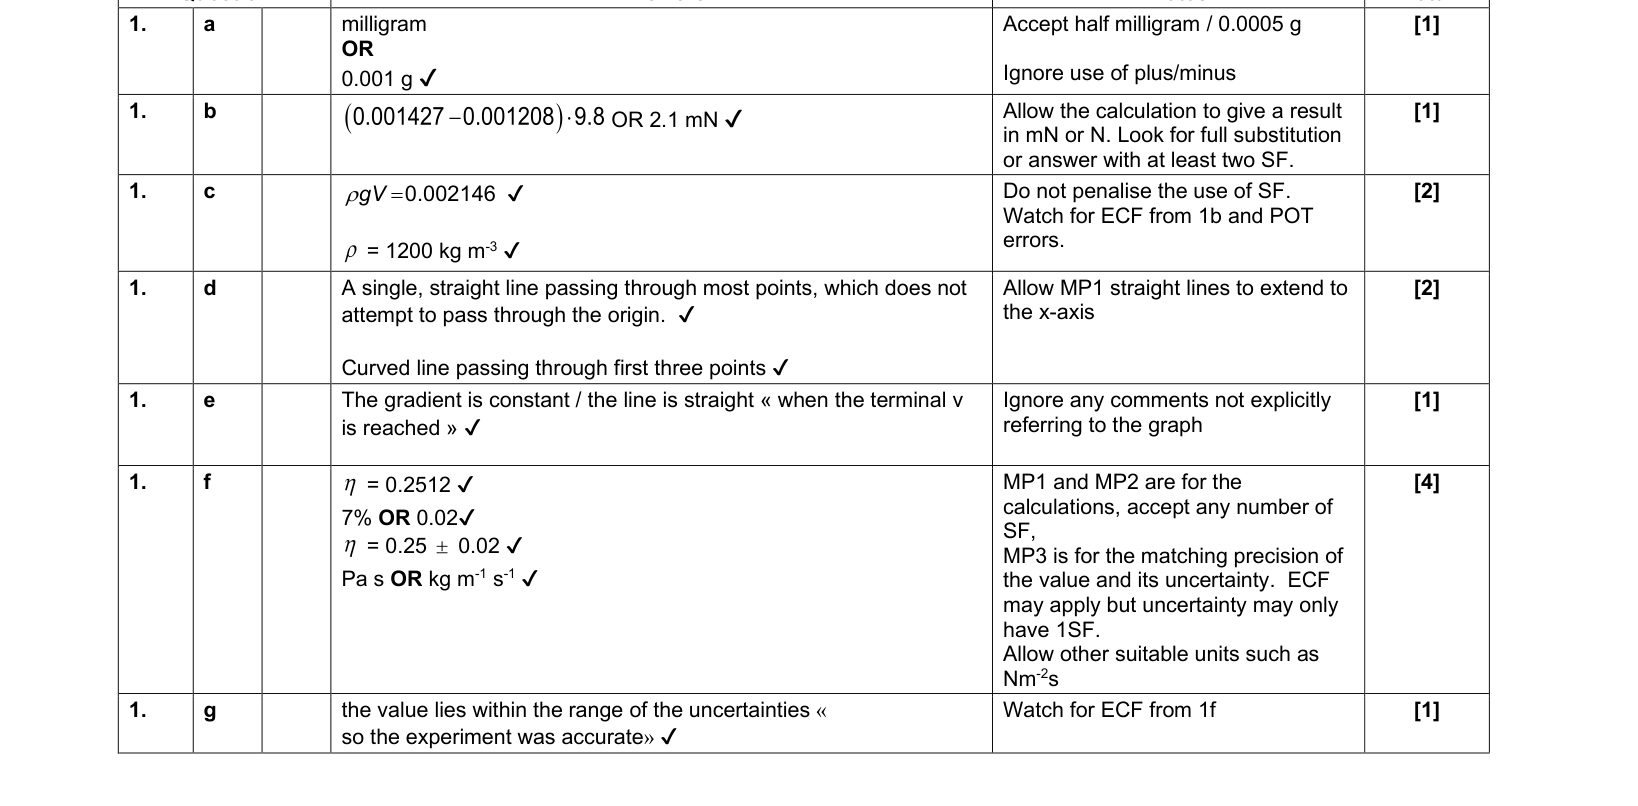 1. a milligram Accept half milligram / 0.0005 g [1]
OR
0.001 g ✓ Ignore use of plus/minus
1. b (0.001427 – 0.001208)·9.8 OR 2.1 mN ✓ Allow the calculation to give a result [1]
in mN or N. Look for full substitution
or answer with at least two SF.
1. c ρgV = 0.002146 ✓ Do not penalise the use of SF. [2]
Watch for ECF from 1b and POT
errors.
ρ = 1200 kg m⁻³ ✓
1. d A single, straight line passing through most points, which does not Allow MP1 straight lines to extend to [2]
attempt to pass through the origin. ✓ the x-axis
Curved line passing through first three points ✓
1. e The gradient is constant / the line is straight « when the terminal v Ignore any comments not explicitly [1]
is reached » ✓ referring to the graph
1. f η = 0.2512 ✓ MP1 and MP2 are for the [4]
calculations, accept any number of
7% OR 0.02✓ SF,
η = 0.25 ± 0.02 ✓ MP3 is for the matching precision of
Pa s OR kg m⁻¹ s⁻¹ ✓ the value and its uncertainty. ECF
may apply but uncertainty may only
have 1SF.
Allow other suitable units such as
Nm⁻²s
1. g the value lies within the range of the uncertainties « Watch for ECF from 1f [1]
so the experiment was accurate» ✓